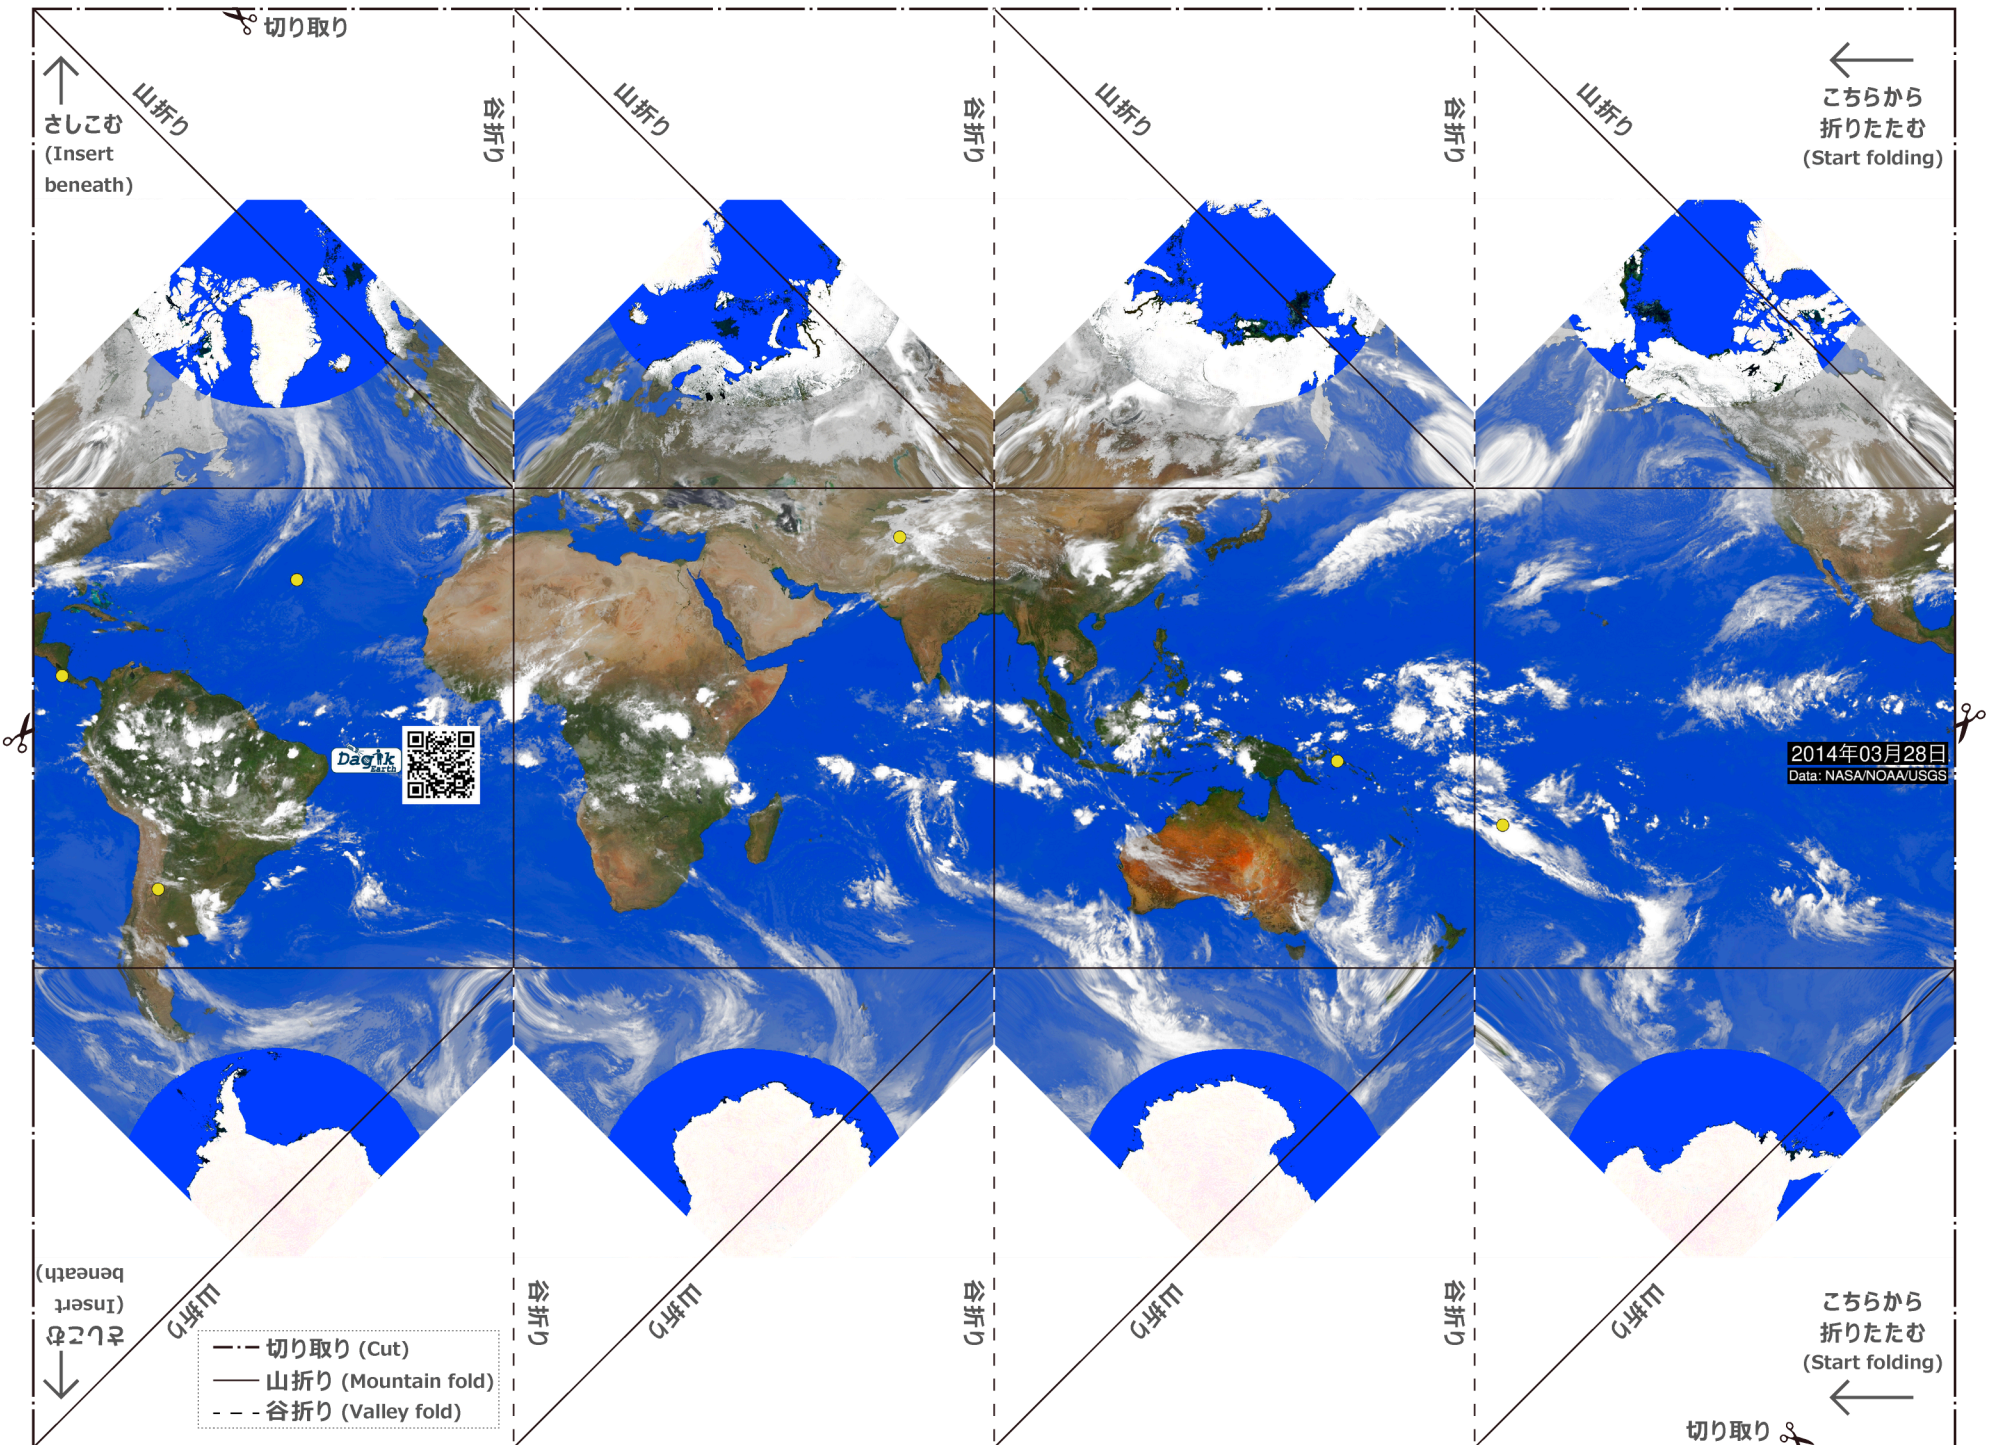 切り取り
さしこむ
(Insert
beneath)
山折り
谷折り
山折り
谷折り
山折り
谷折り
山折り
こちらから
折りたたむ
(Start folding)
Dagik
Earth
2014年03月28日
Data: NASA/NOAA/USGS
さしこむ
(Insert
beneath)
山折り
谷折り
山折り
谷折り
山折り
谷折り
山折り
こちらから
折りたたむ
(Start folding)
切り取り (Cut)
山折り (Mountain fold)
谷折り (Valley fold)
切り取り